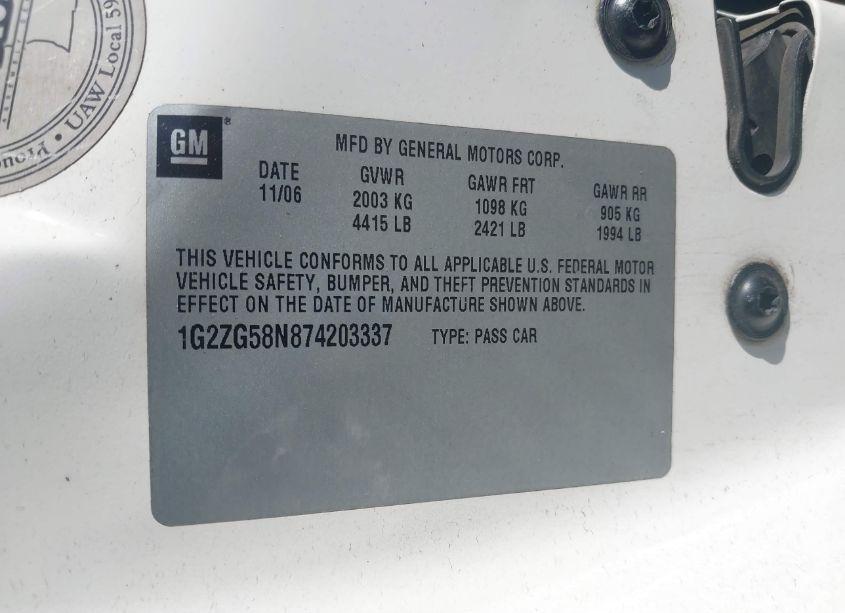 UAW Local 59
GM
MFD BY GENERAL MOTORS CORP.
DATE GVWR GAWR FRT GAWR RR
11/06 2003 KG 1098 KG 905 KG
4415 LB 2421 LB 1994 LB
THIS VEHICLE CONFORMS TO ALL APPLICABLE U.S. FEDERAL MOTOR
VEHICLE SAFETY, BUMPER, AND THEFT PREVENTION STANDARDS IN
EFFECT ON THE DATE OF MANUFACTURE SHOWN ABOVE.
1G2ZG58N874203337 TYPE: PASS CAR